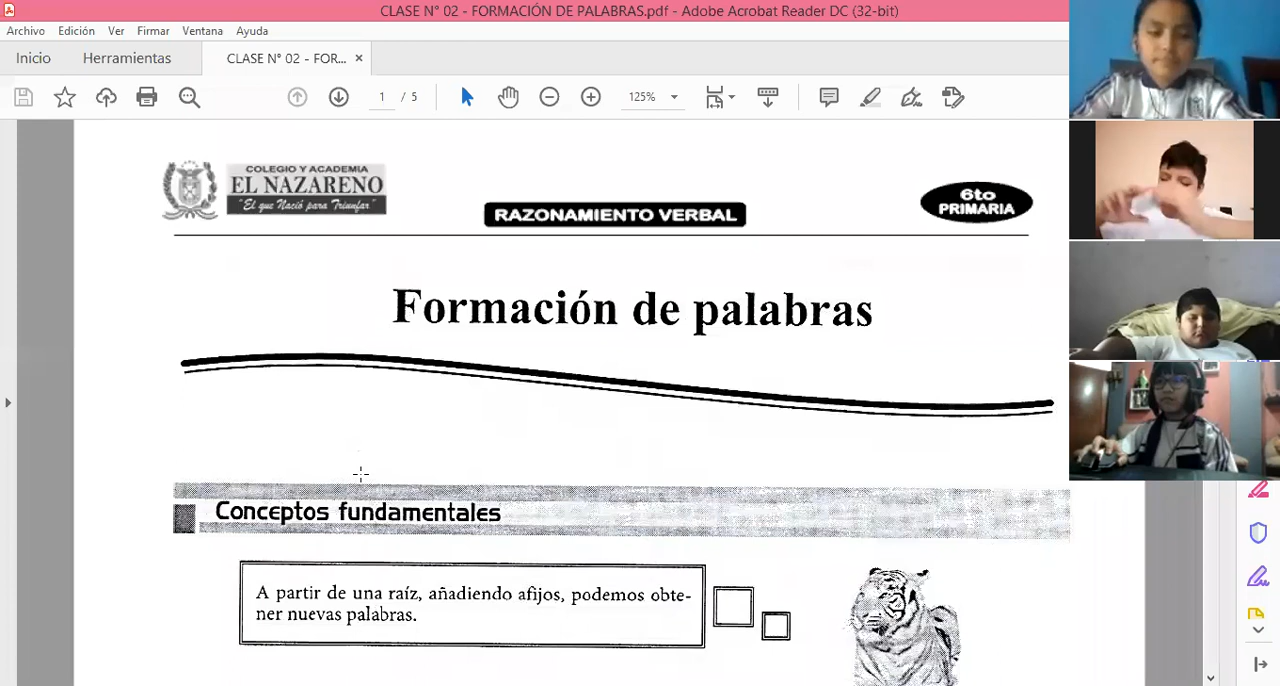 CLASE N° 02 - FORMACIÓN DE PALABRAS.pdf - Adobe Acrobat Reader DC (32-bit)
Archivo Edición Ver Firmar Ventana Ayuda
Inicio Herramientas CLASE N° 02 - FOR... ×
1 / 5 125%
COLEGIO Y ACADEMIA
EL NAZARENO
"El que Nació para Triunfar"
RAZONAMIENTO VERBAL
6to
PRIMARIA
Formación de palabras
Conceptos fundamentales
A partir de una raíz, añadiendo afijos, podemos obte-
ner nuevas palabras.